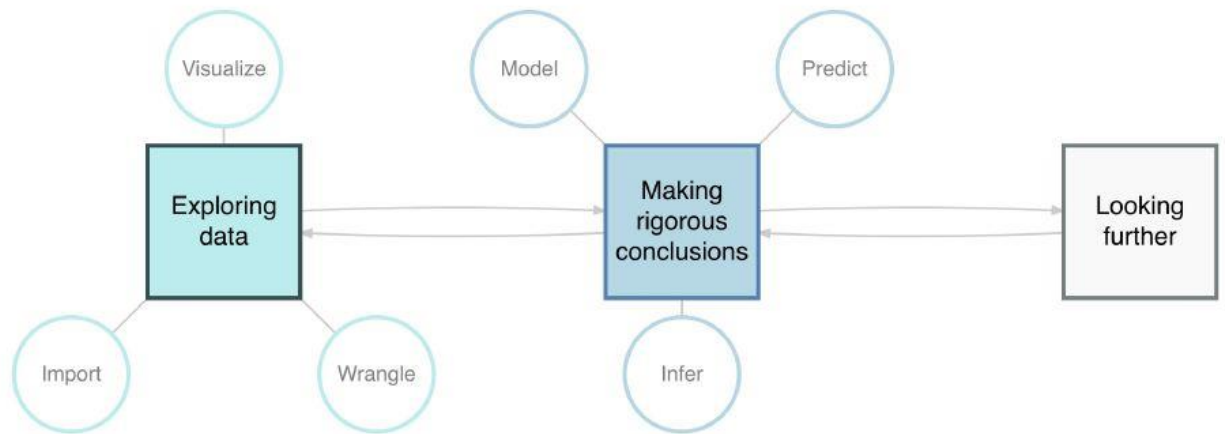 Visualize
Model
Predict
Exploring
data
Making
rigorous
conclusions
Looking
further
Import
Wrangle
Infer